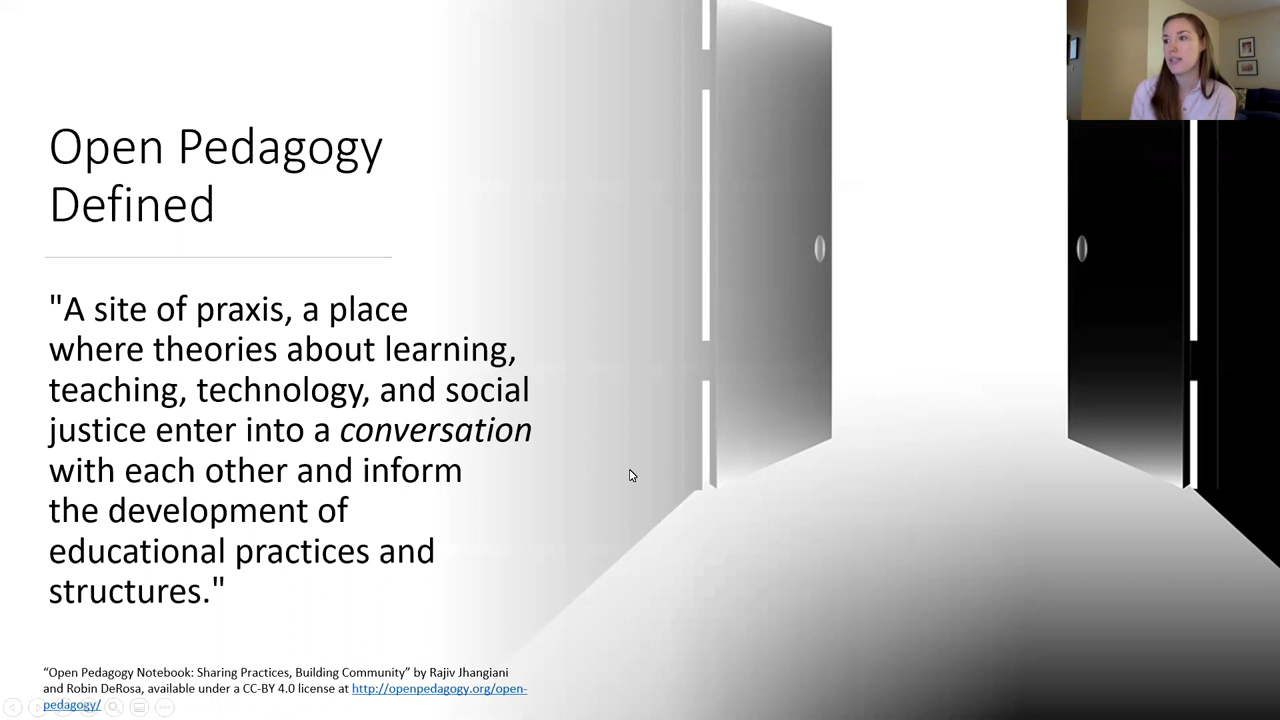 Open Pedagogy
Defined
"A site of praxis, a place
where theories about learning,
teaching, technology, and social
justice enter into a conversation
with each other and inform
the development of
educational practices and
structures."
“Open Pedagogy Notebook: Sharing Practices, Building Community” by Rajiv Jhangiani
and Robin DeRosa, available under a CC-BY 4.0 license at http://openpedagogy.org/open-
pedagogy/